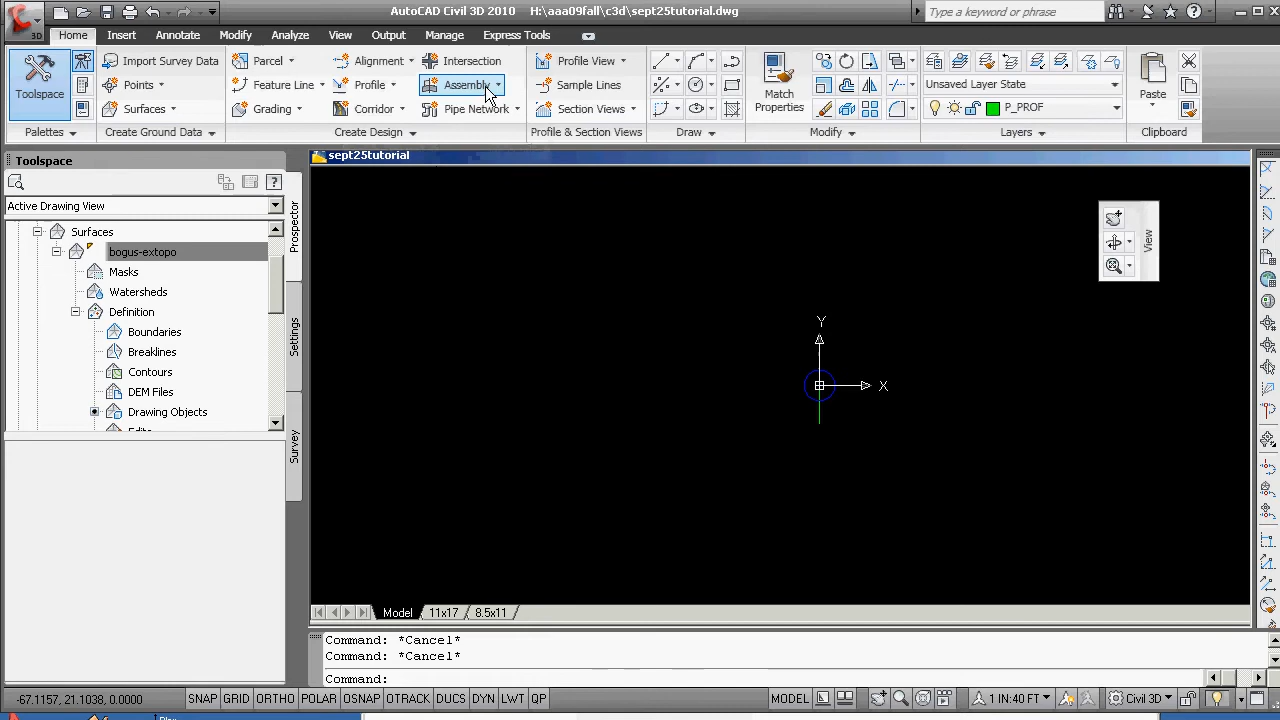 AutoCAD Civil 3D 2010 H:\aaa09fall\c3d\sept25tutorial.dwg
Type a keyword or phrase
3D
Home Insert Annotate Modify Analyze View Output Manage Express Tools
Toolspace
Import Survey Data
Points
Surfaces
Parcel
Feature Line
Grading
Alignment
Profile
Corridor
Intersection
Assembly
Pipe Network
Profile View
Sample Lines
Section Views
Match
Properties
Unsaved Layer State
P_PROF
Paste
Palettes
Create Ground Data
Create Design
Profile & Section Views
Draw
Modify
Layers
Clipboard
Toolspace
sept25tutorial
Active Drawing View
Prospector
Settings
Survey
Surfaces
bogus-extopo
Masks
Watersheds
Definition
Boundaries
Breaklines
Contours
DEM Files
Drawing Objects
View
Y
X
Model 11x17 8.5x11
Command: *Cancel*
Command: *Cancel*
Command:
-67.1157, 21.1038, 0.0000
SNAP GRID ORTHO POLAR OSNAP OTRACK DUCS DYN LWT QP
MODEL
1 IN:40 FT
Civil 3D